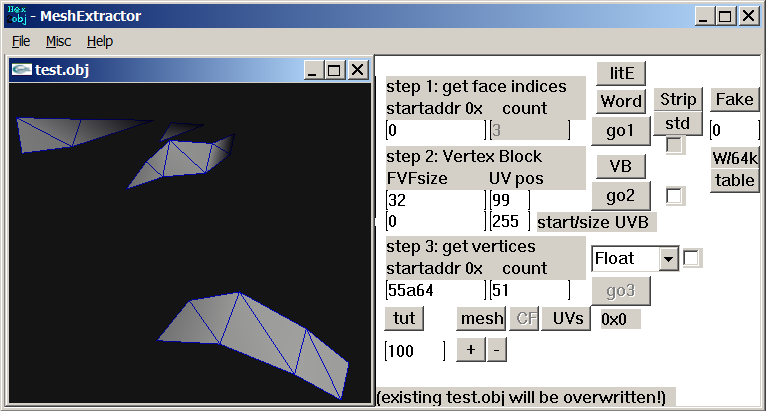 Hex
obj - MeshExtractor
File Misc Help
test.obj
step 1: get face indices
startaddr 0x count
0 3
litE
Word
go1
Strip
std
Fake
0
step 2: Vertex Block
FVFsize UV pos
32 99
0 255 start/size UVB
VB
go2
W/64k
table
step 3: get vertices
startaddr 0x count
55a64 51
Float
go3
tut mesh CF UVs 0x0
100 + -
(existing test.obj will be overwritten!)